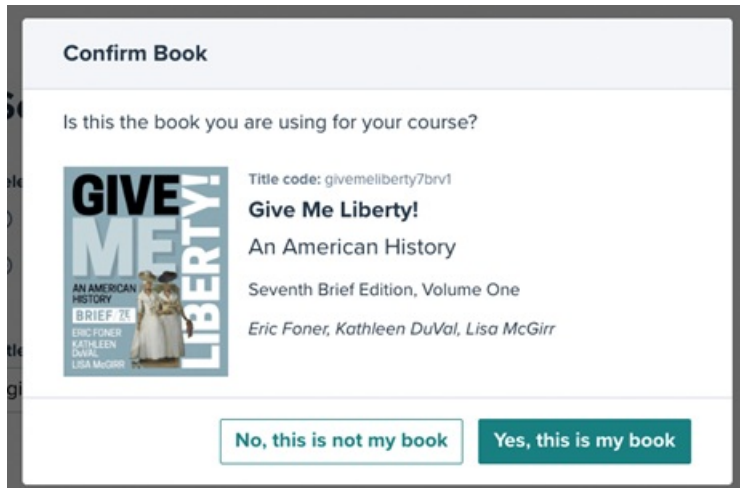 Confirm Book
Is this the book you are using for your course?
GIVE
ME
LIBERTY!
AN AMERICAN
HISTORY
BRIEF
ERIC FONER
KATHLEEN
DUVAL
LISA McGIRR
Title code: givemeliberty7brv1
Give Me Liberty!
An American History
Seventh Brief Edition, Volume One
Eric Foner, Kathleen DuVal, Lisa McGirr
No, this is not my book
Yes, this is my book